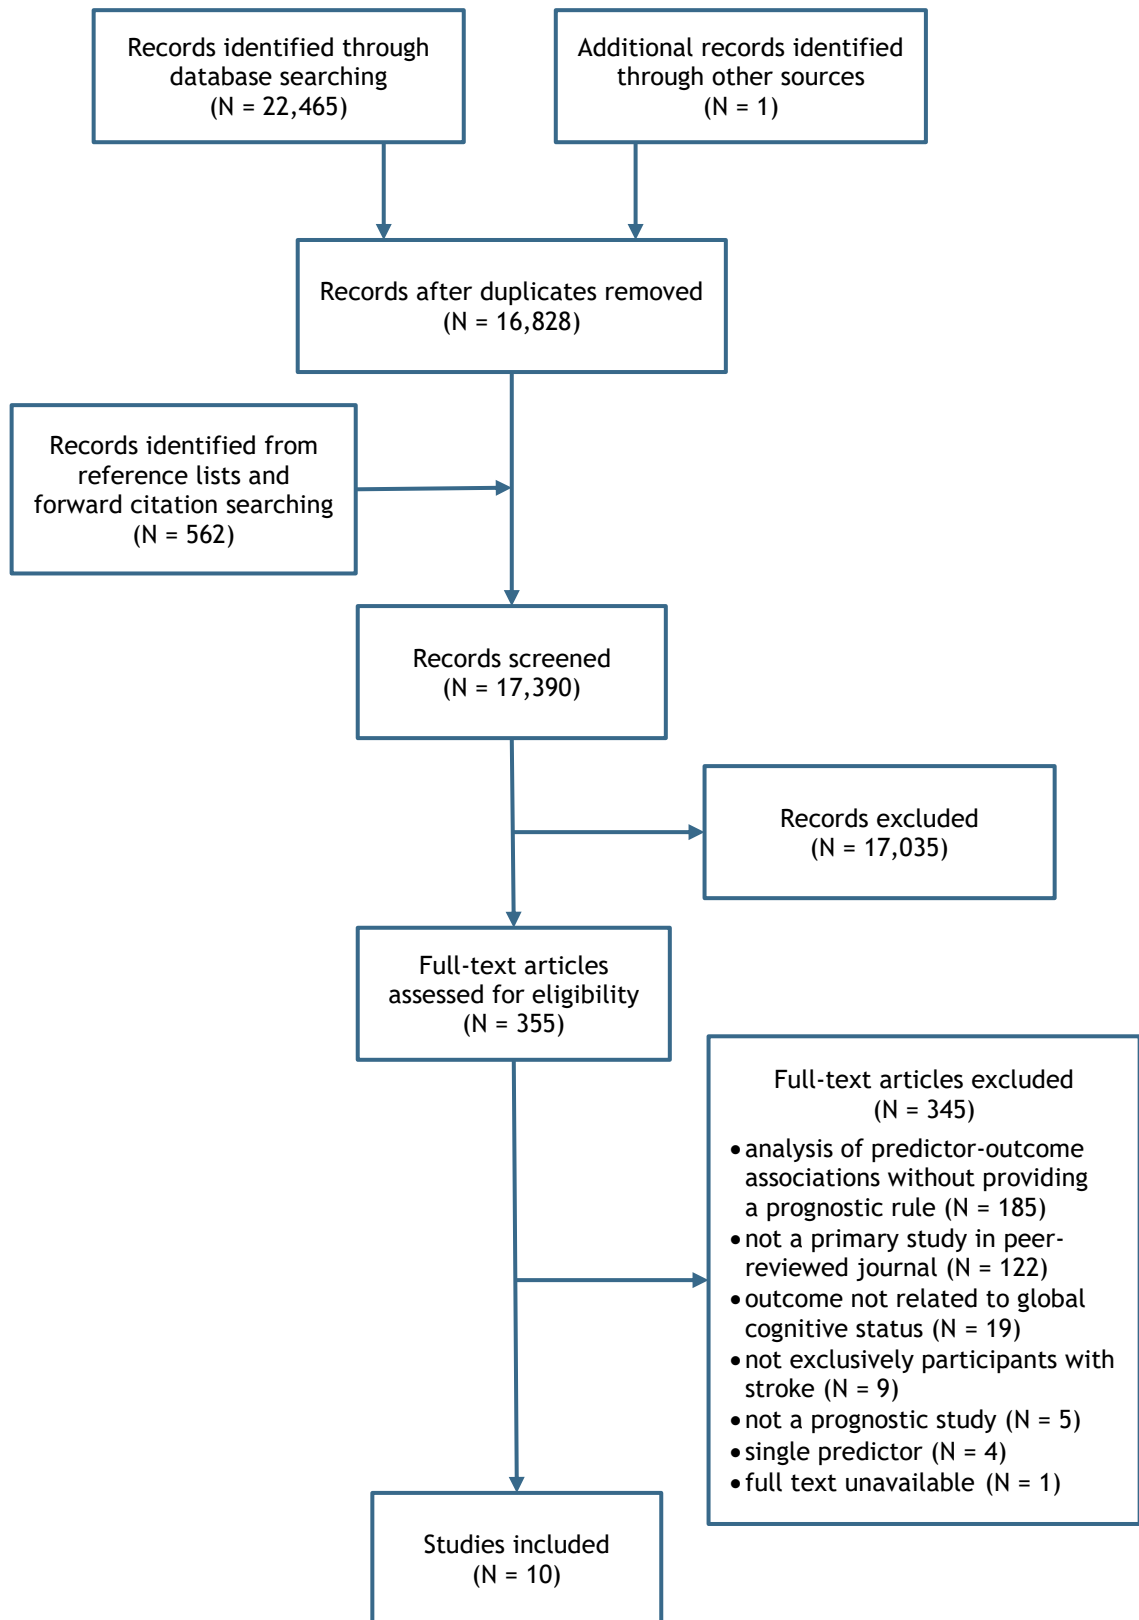 Records identified through
database searching
(N = 22,465)
Additional records identified
through other sources
(N = 1)
Records after duplicates removed
(N = 16,828)
Records identified from
reference lists and
forward citation searching
(N = 562)
Records screened
(N = 17,390)
Records excluded
(N = 17,035)
Full-text articles
assessed for eligibility
(N = 355)
Full-text articles excluded
(N = 345)
• analysis of predictor-outcome
associations without providing
a prognostic rule (N = 185)
• not a primary study in peer-
reviewed journal (N = 122)
• outcome not related to global
cognitive status (N = 19)
• not exclusively participants with
stroke (N = 9)
• not a prognostic study (N = 5)
• single predictor (N = 4)
• full text unavailable (N = 1)
Studies included
(N = 10)